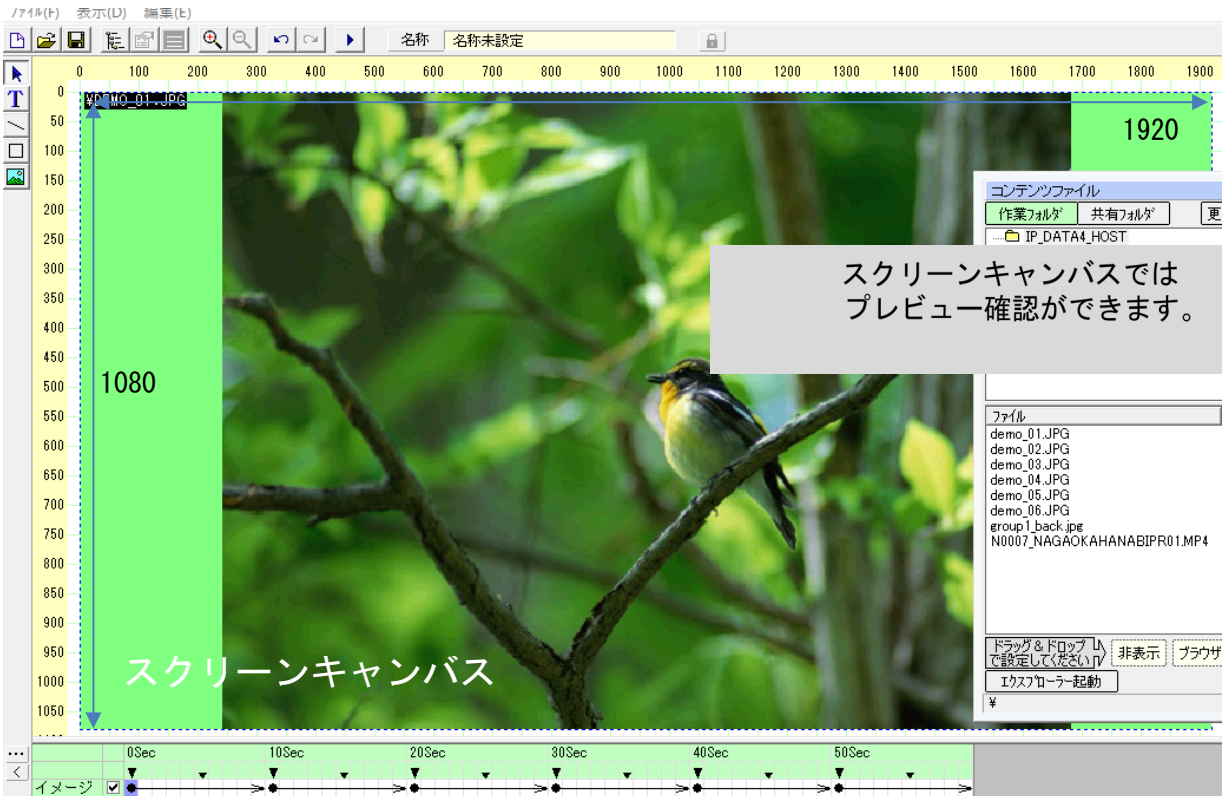 ファイル(F) 表示(D) 編集(E)
名称 名称未設定
0 100 200 300 400 500 600 700 800 900 1000 1100 1200 1300 1400 1500 1600 1700 1800 1900
0
50
100
150
200
250
300
350
400
450
500
550
600
650
700
750
800
850
900
950
1000
1050
¥DEMO_01.JPG
1920
1080
コンテンツファイル
作業フォルダ 共有フォルダ 更
IP_DATA4_HOST
スクリーンキャンバスでは
プレビュー確認ができます。
ファイル
demo_01.JPG
demo_02.JPG
demo_03.JPG
demo_04.JPG
demo_05.JPG
demo_06.JPG
group1_back.jpg
N0007_NAGAOKAHANABIPR01.MP4
ドラッグ&ドロップ
で設定してください
非表示 ブラウザ
エクスプローラー起動
¥
スクリーンキャンバス
0Sec 10Sec 20Sec 30Sec 40Sec 50Sec
イメージ